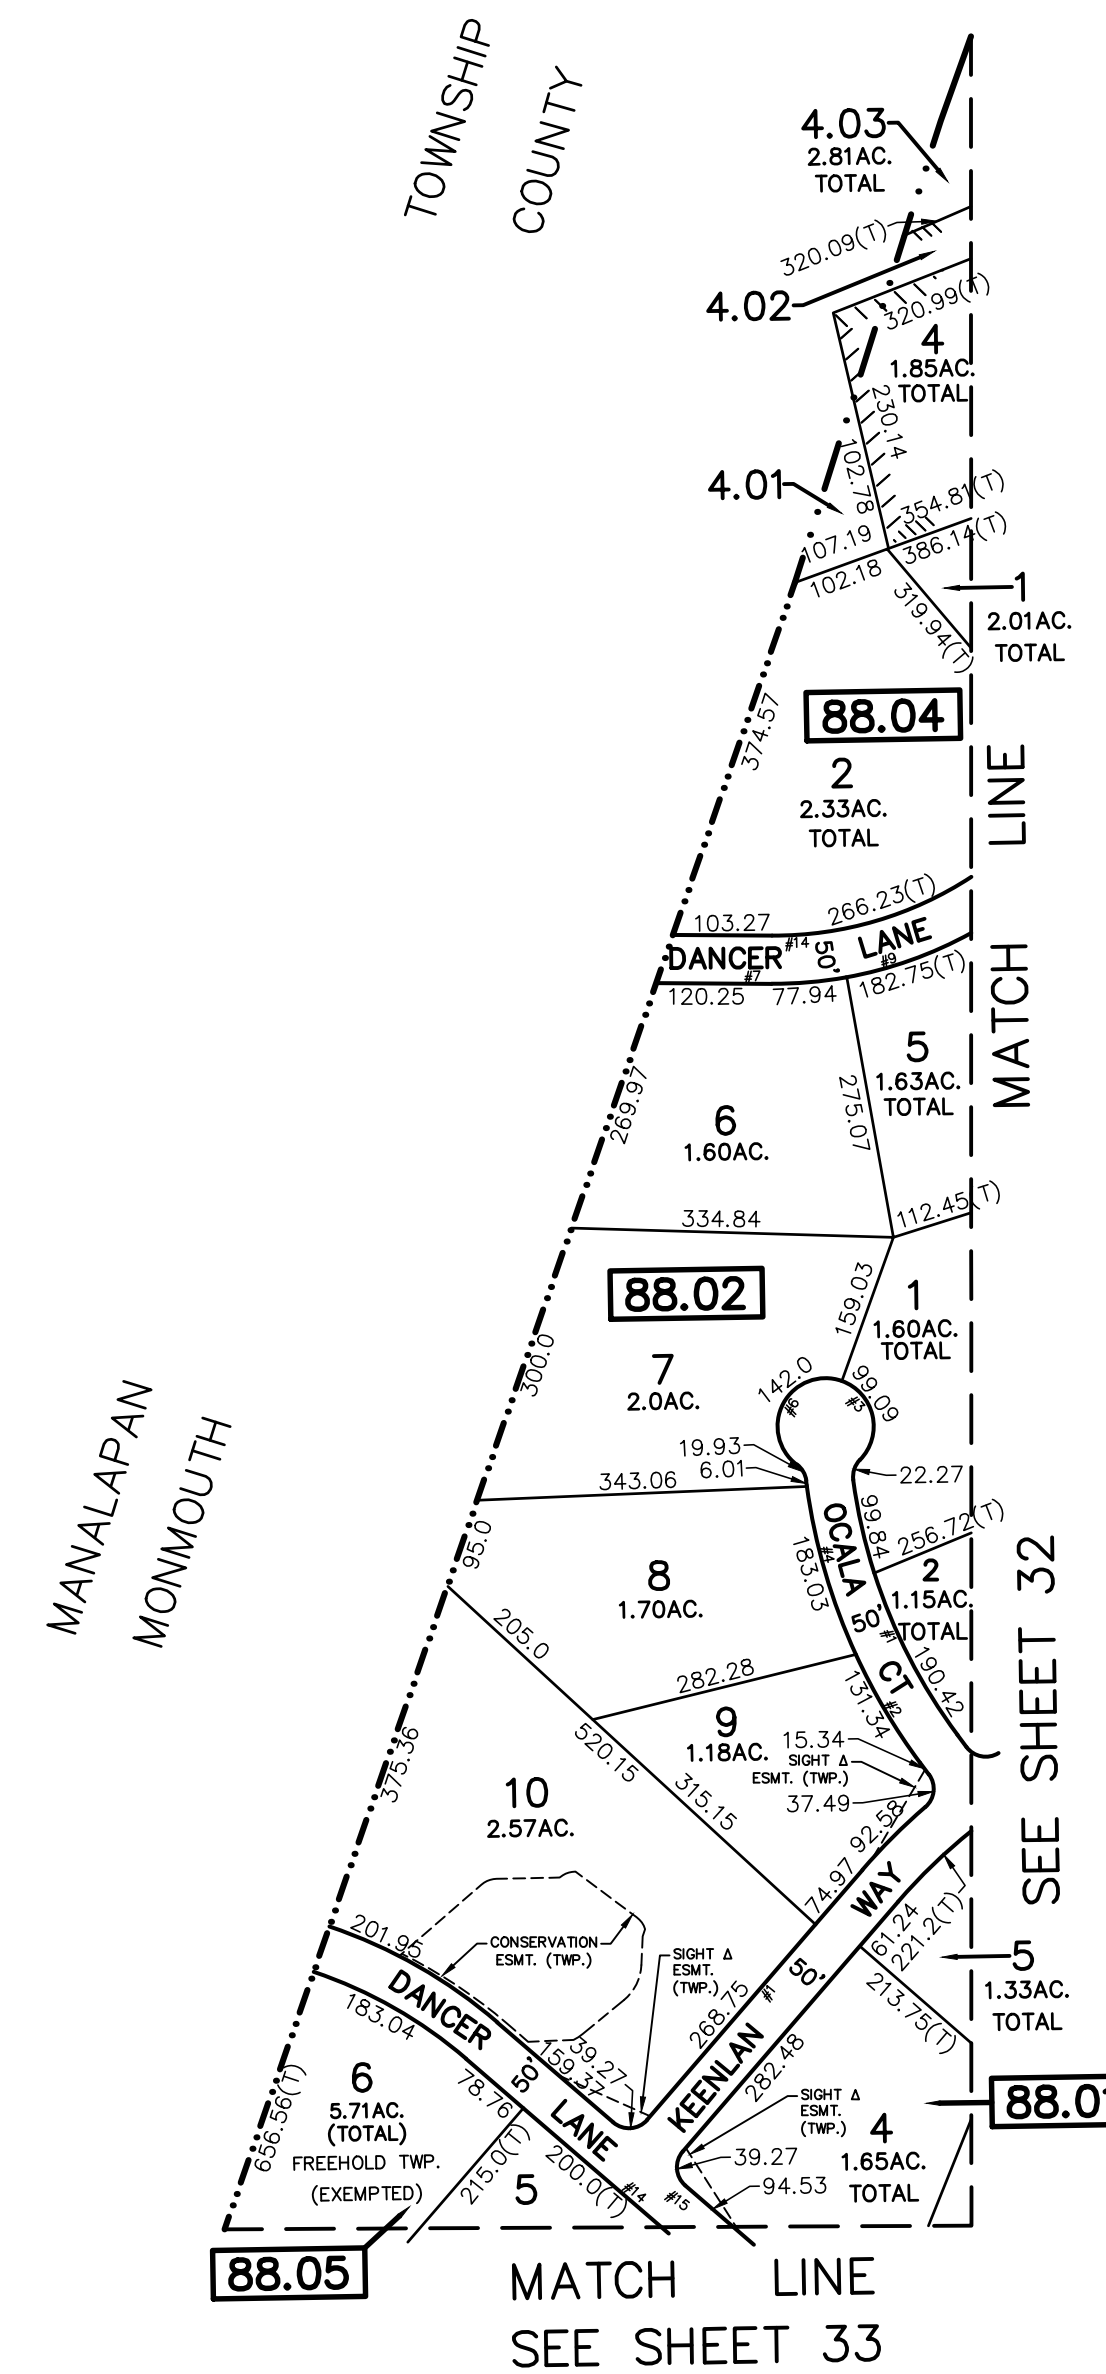 TOWNSHIP
COUNTY
4.03
2.81AC.
TOTAL
320.09(T)
4.02
320.99(T)
4
1.85AC.
TOTAL
230.14
102.78
4.01
354.81(T)
107.19
386.14(T)
102.18
1
2.01AC.
TOTAL
319.94(T)
88.04
374.57
2
2.33AC.
TOTAL
LINE
MATCH
266.23(T)
103.27
DANCER #14 50' LANE
#7
#9
182.75(T)
120.25
77.94
5
1.63AC.
TOTAL
275.07
269.97
6
1.60AC.
112.45(T)
334.84
88.02
159.03
1
1.60AC.
TOTAL
300.0
7
2.0AC.
142.0
99.09
#6
#3
19.93
6.01
22.27
343.06
MANALAPAN
MONMOUTH
95.0
OCALA 50' CT
#4
99.84
256.72(T)
183.03
2
1.15AC.
TOTAL
#1
190.42
8
1.70AC.
205.0
282.28
131.34
#2
9
1.18AC.
15.34
SIGHT Δ
ESMT. (TWP.)
37.49
520.15
315.15
92.58
375.36
10
2.57AC.
74.97
SEE SHEET 32
KEENLAN 50' WAY
61.24
221.2(T)
5
1.33AC.
TOTAL
213.75(T)
201.95
CONSERVATION
ESMT. (TWP.)
SIGHT Δ
ESMT.
(TWP.)
DANCER 50' LANE
183.04
268.75
#1
39.27
159.37
282.48
656.56(T)
6
5.71AC.
(TOTAL)
FREEHOLD TWP.
(EXEMPTED)
78.76
215.0(T)
5
200.0(T)
#14
#15
SIGHT Δ
ESMT.
(TWP.)
39.27
94.53
4
1.65AC.
TOTAL
88.01
88.05
MATCH LINE
SEE SHEET 33